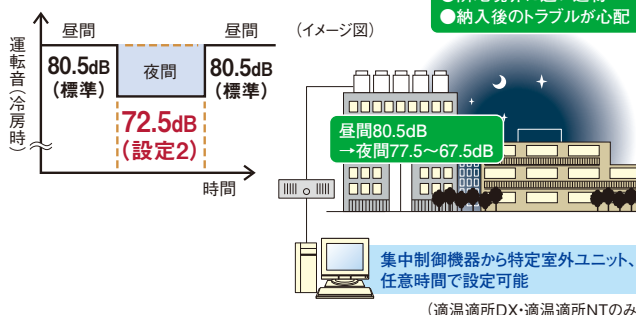 昼間
昼間
運転音(冷房時)
80.5dB
(標準)
夜間
80.5dB
(標準)
72.5dB
(設定2)
時間
(イメージ図)
●納入後のトラブルが心配
昼間80.5dB
→夜間77.5～67.5dB
集中制御機器から特定室外ユニット、
任意時間で設定可能
(適温適所DX・適温適所NTのみ